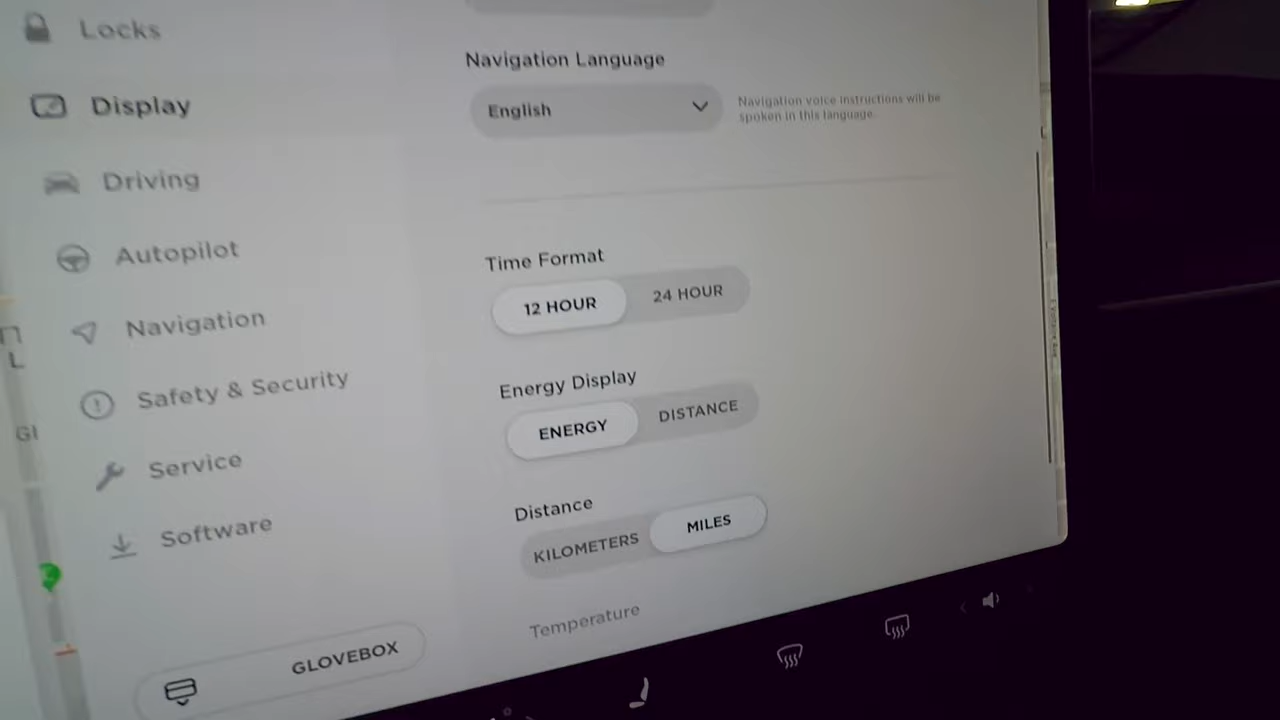 Locks
Display
Driving
Autopilot
Navigation
Safety & Security
Service
Software
GLOVEBOX
Navigation Language
English
Navigation voice instructions will be
spoken in this language.
Time Format
12 HOUR
24 HOUR
Energy Display
ENERGY
DISTANCE
Distance
KILOMETERS
MILES
Temperature